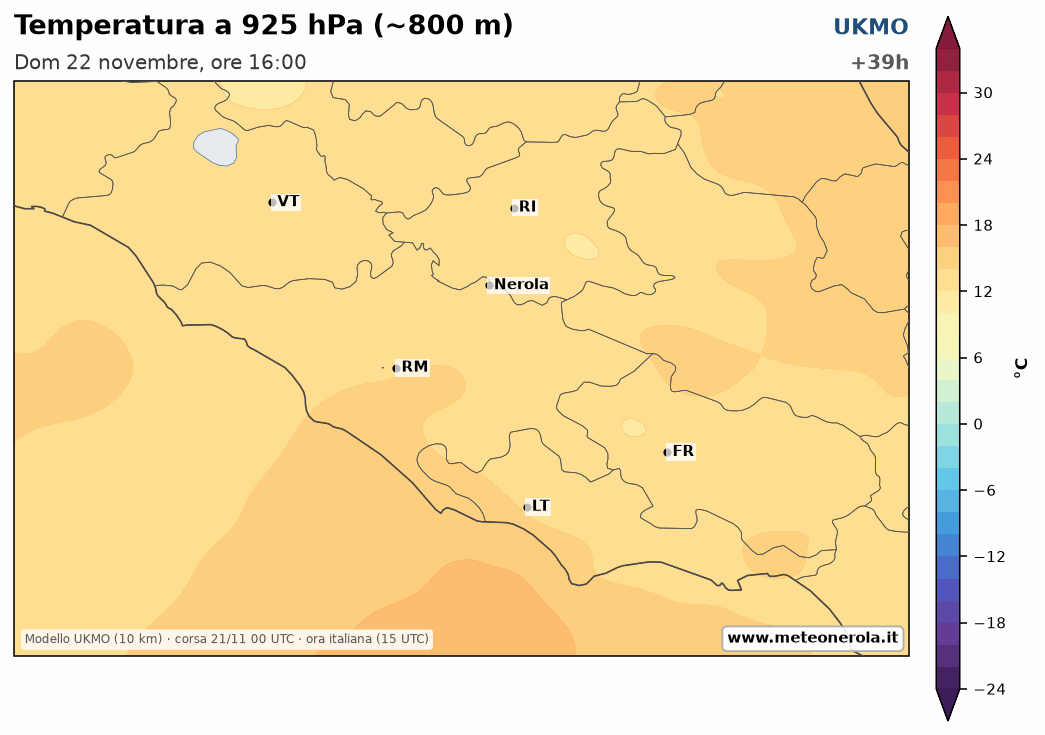 Temperatura a 925 hPa (~800 m)
UKMO
Dom 22 novembre, ore 16:00
+39h
VT
RI
Nerola
RM
FR
LT
Modello UKMO (10 km) · corsa 21/11 00 UTC · ora italiana (15 UTC)
www.meteonerola.it
30
24
18
12
6
0
−6
−12
−18
−24
°C